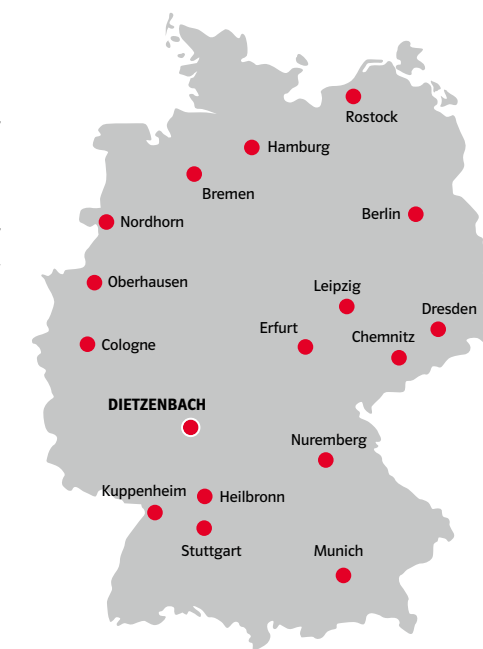 Rostock
Hamburg
Bremen
Berlin
Nordhorn
Oberhausen
Leipzig
Dresden
Erfurt
Chemnitz
Cologne
DIETZENBACH
Nuremberg
Kuppenheim
Heilbronn
Stuttgart
Munich